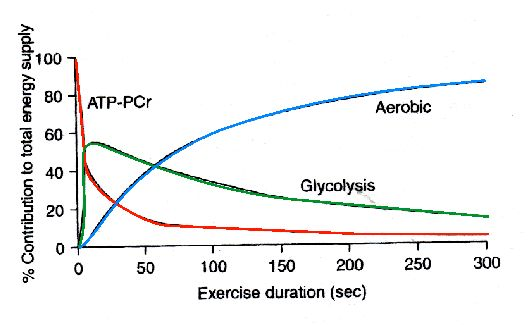 % Contribution to total energy supply
100
80
60
40
20
0
ATP-PCr
Aerobic
Glycolysis
0 50 100 150 200 250 300
Exercise duration (sec)